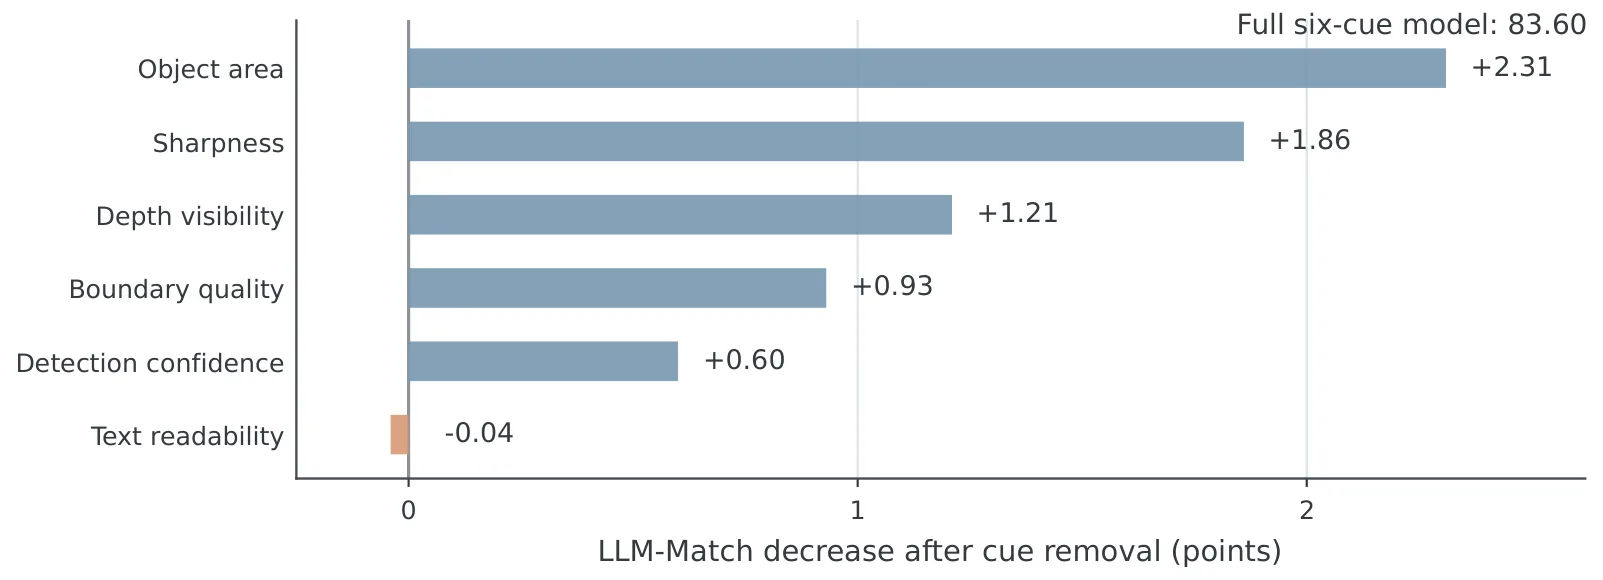 Full six-cue model: 83.60
Object area +2.31
Sharpness +1.86
Depth visibility +1.21
Boundary quality +0.93
Detection confidence +0.60
Text readability -0.04
0 1 2
LLM-Match decrease after cue removal (points)